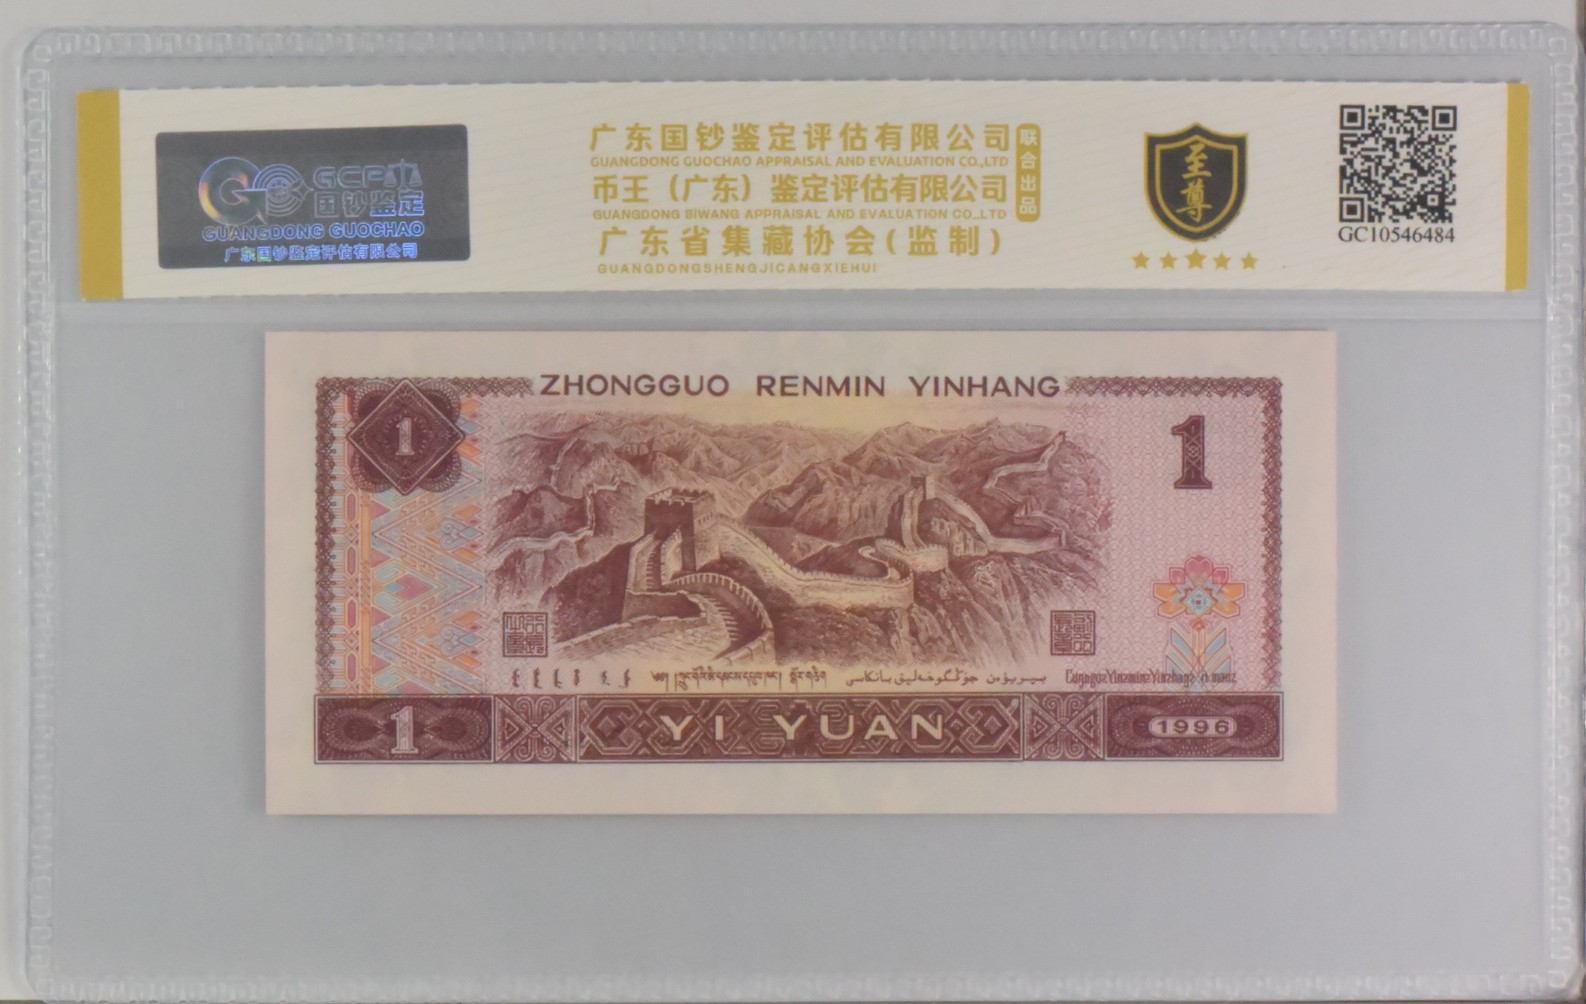 GCP
国钞鉴定
GUANGDONG GUOCHAO
广东国钞鉴定评估有限公司
广东国钞鉴定评估有限公司
GUANGDONG GUOCHAO APPRAISAL AND EVALUATION CO.,LTD
币王（广东）鉴定评估有限公司
GUANGDONG BIWANG APPRAISAL AND EVALUATION CO.,LTD
广东省集藏协会(监制)
GUANGDONGSHENGJICANGXIEHUI
联合出品
至尊
GC10546484
ZHONGGUO RENMIN YINHANG
1
1
جۇڭگوخەلىق بانكاسى بىريۈەن
1
YI YUAN
1996